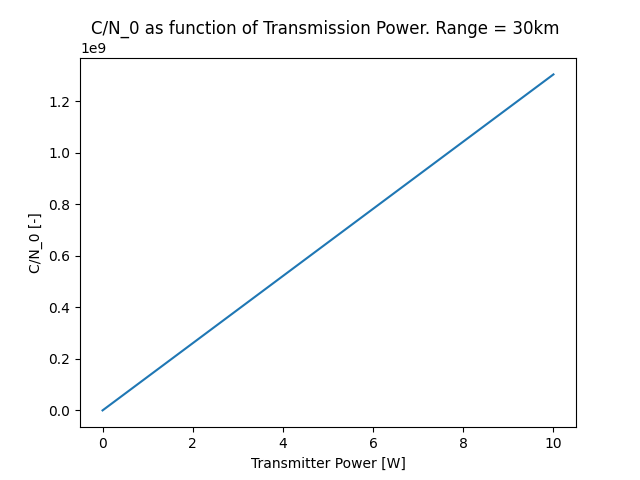 C/N_0 as function of Transmission Power. Range = 30km
1e9
1.2
1.0
0.8
0.6
0.4
0.2
0.0
C/N_0 [-]
0 2 4 6 8 10
Transmitter Power [W]